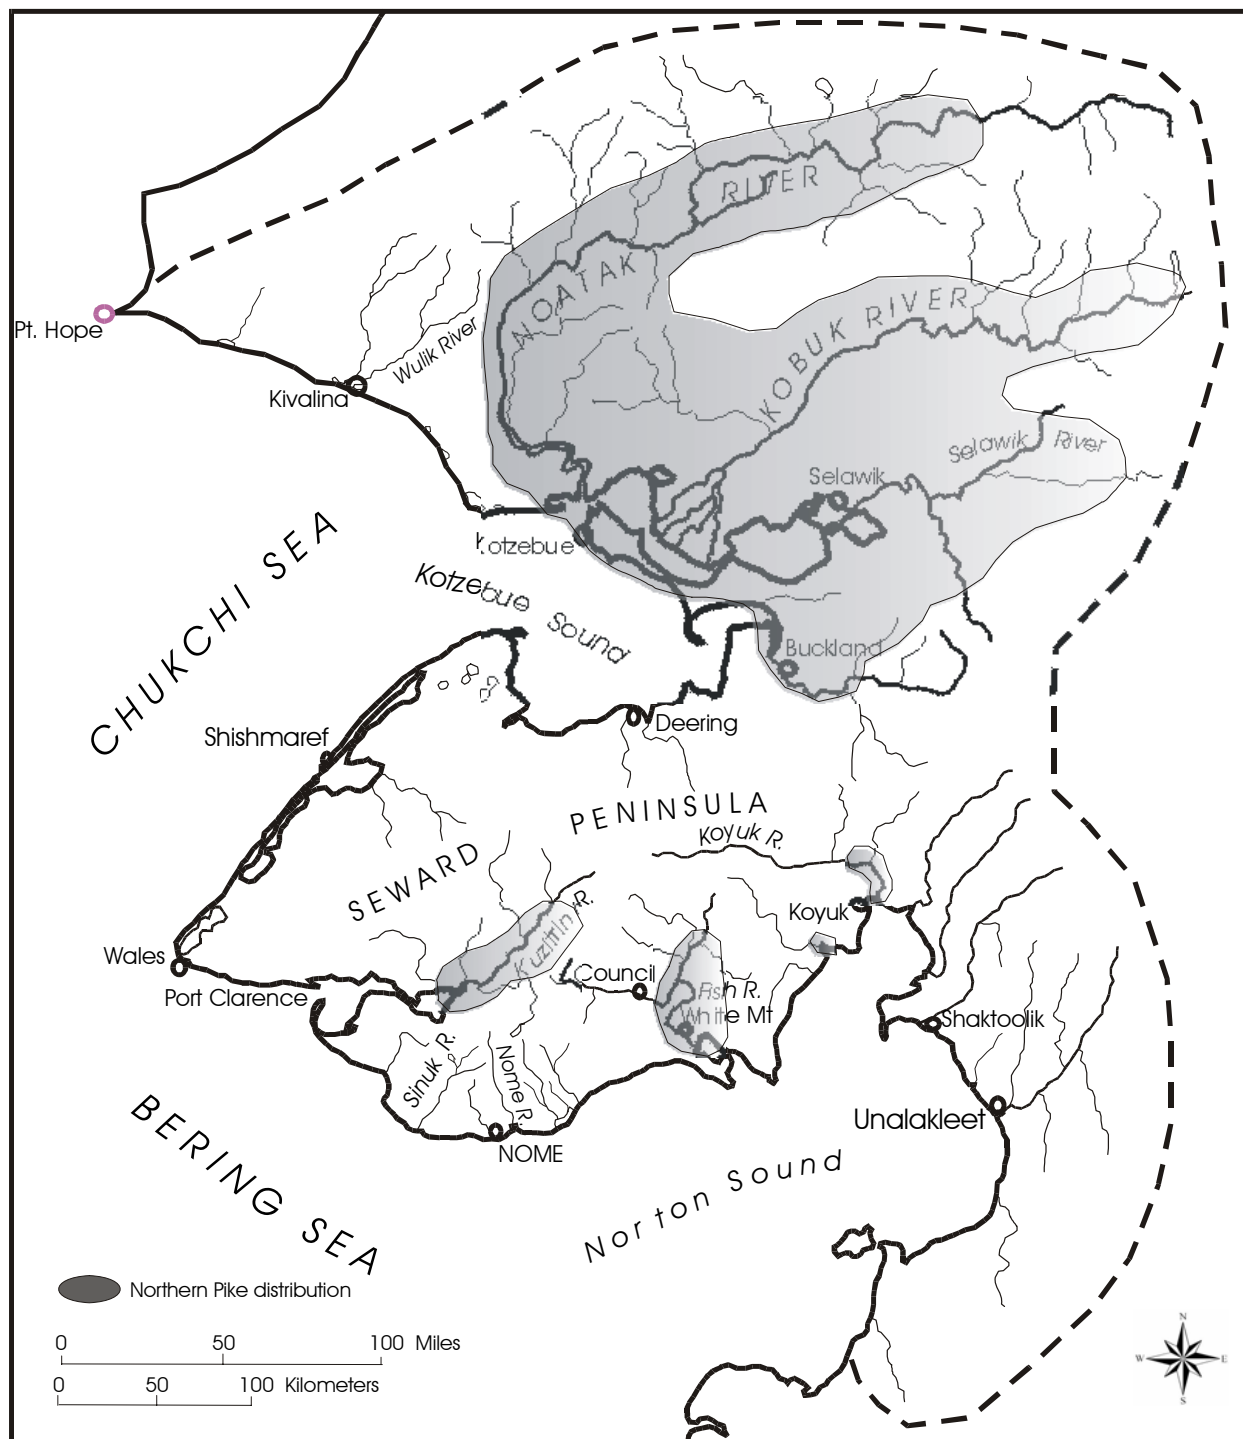 RIVER
NOATAK
KOBUK RIVER
Pt. Hope
Wulik River
Kivalina
Selawik River
Selawik
CHUKCHI SEA
Kotzebue
Kotzebue Sound
Buckland
Deering
Shishmaref
PENINSULA
Koyuk R.
SEWARD
Kuzitrin R.
Koyuk
Wales
Council
Port Clarence
Fish R.
White Mt
Shaktoolik
Sinuk R.
Nome R.
Unalakleet
NOME
BERING SEA
Norton Sound
Northern Pike distribution
0 50 100 Miles
0 50 100 Kilometers
N
W E
S